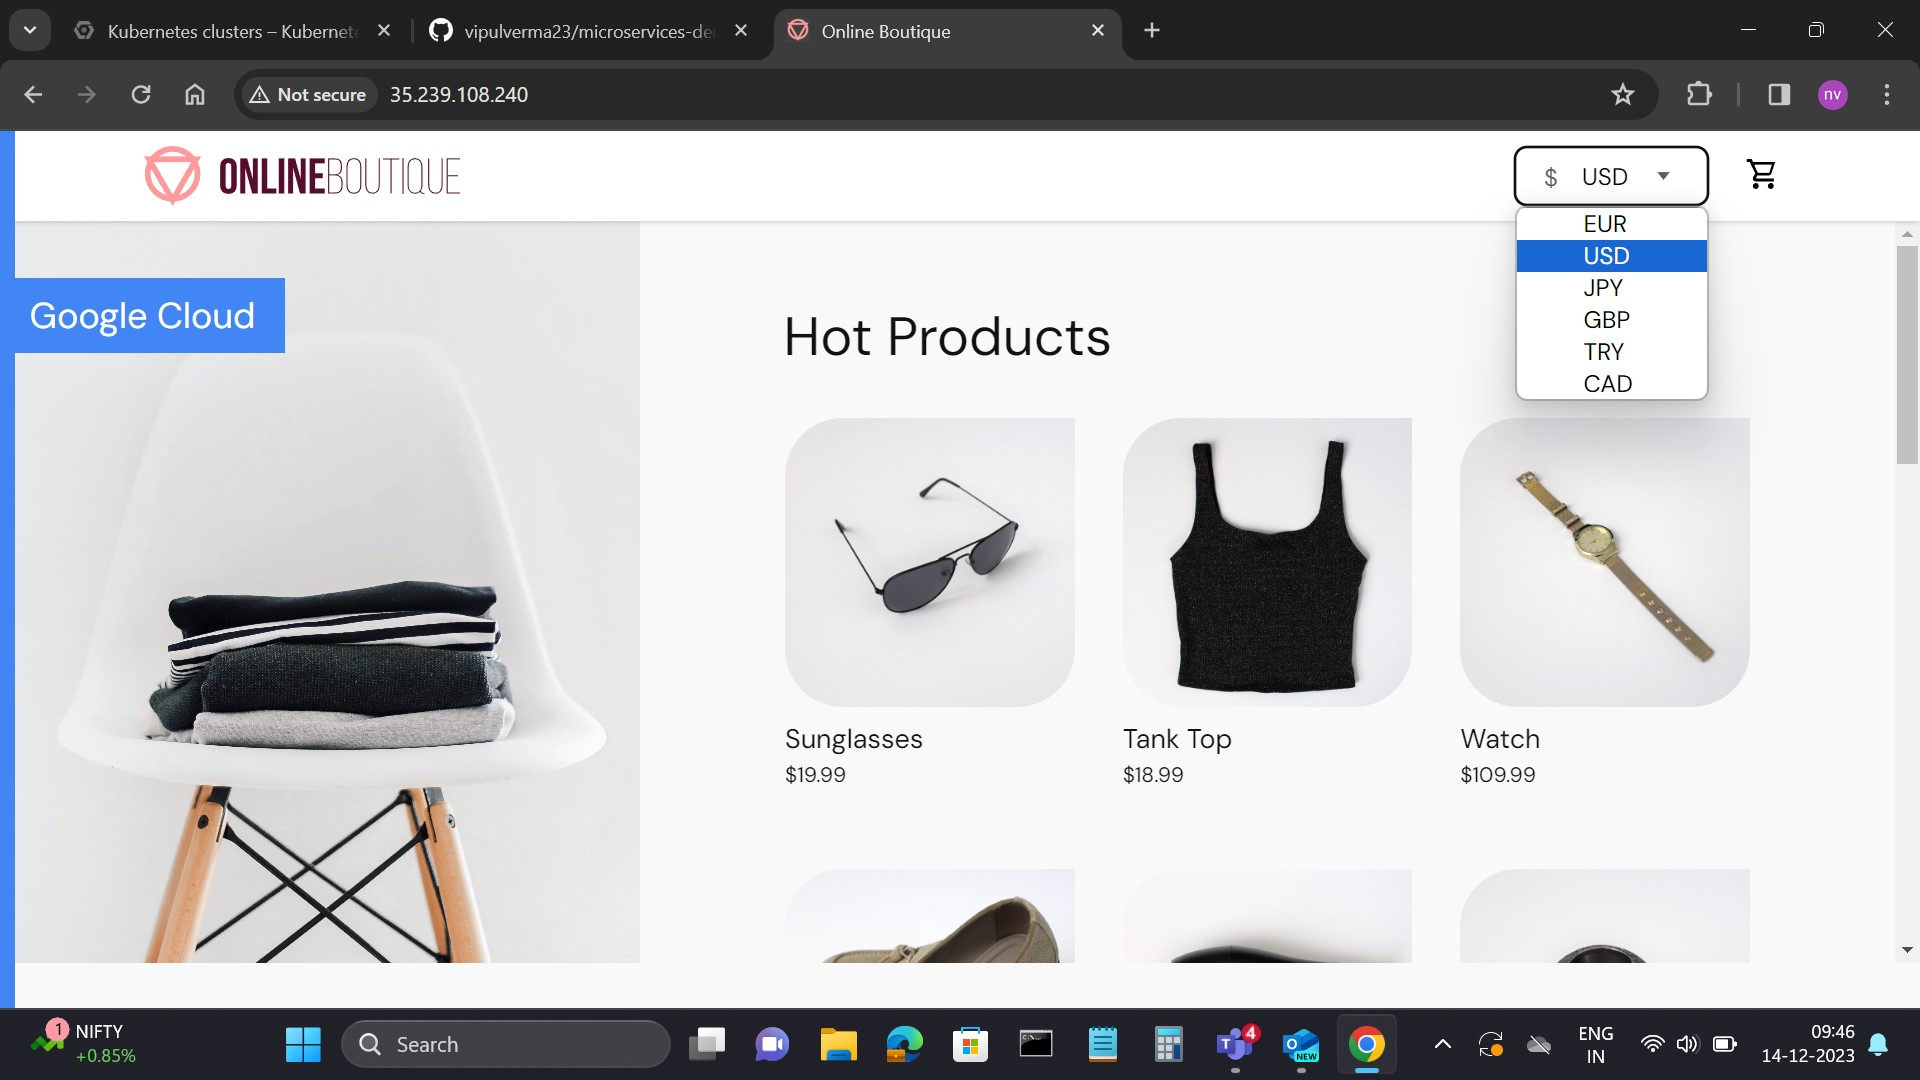 Kubernetes clusters – Kubernet
vipulverma23/microservices-de
Online Boutique
Not secure
35.239.108.240
nv
ONLINEBOUTIQUE
$ USD
EUR
USD
JPY
GBP
TRY
CAD
Google Cloud
Hot Products
Sunglasses
$19.99
Tank Top
$18.99
Watch
$109.99
1
NIFTY
+0.85%
Search
T
4
O
NEW
ENG
IN
09:46
14-12-2023